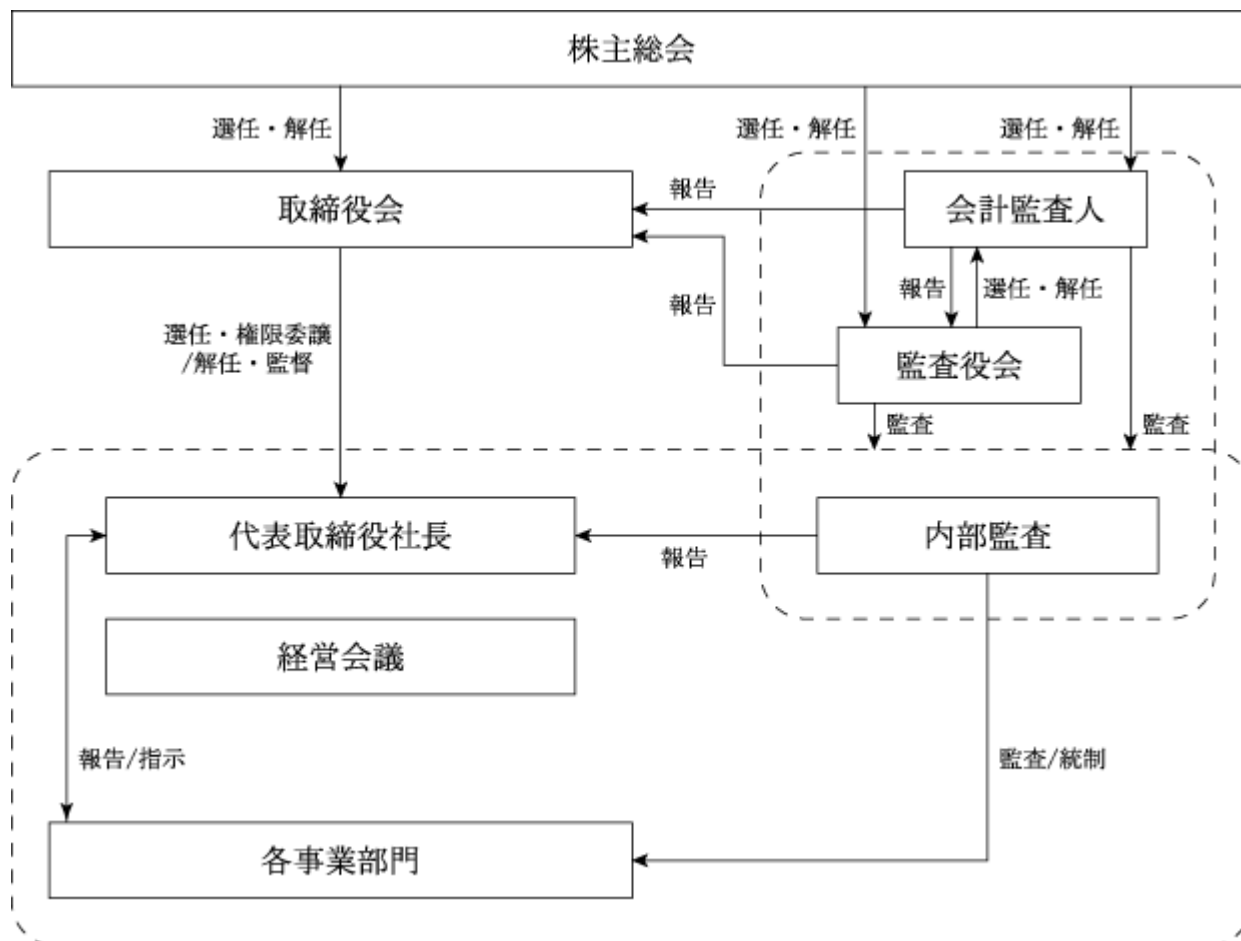 株主総会
選任・解任
選任・解任
選任・解任
取締役会
報告
会計監査人
報告
報告
選任・解任
選任・権限委譲
/解任・監督
監査役会
監査
監査
代表取締役社長
報告
内部監査
経営会議
報告/指示
監査/統制
各事業部門